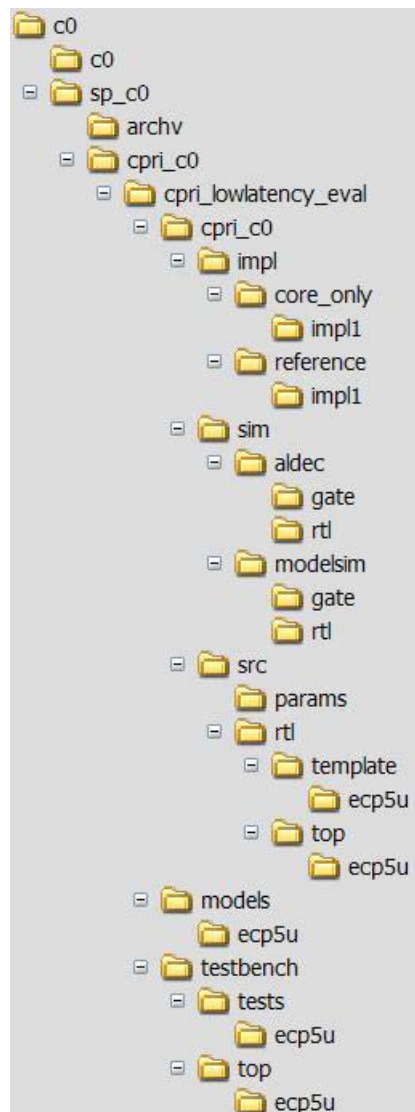 c0
c0
sp_c0
archv
cpri_c0
cpri_lowlatency_eval
cpri_c0
impl
core_only
impl1
reference
impl1
sim
aldec
gate
rtl
modelsim
gate
rtl
src
params
rtl
template
ecp5u
top
ecp5u
models
ecp5u
testbench
tests
ecp5u
top
ecp5u